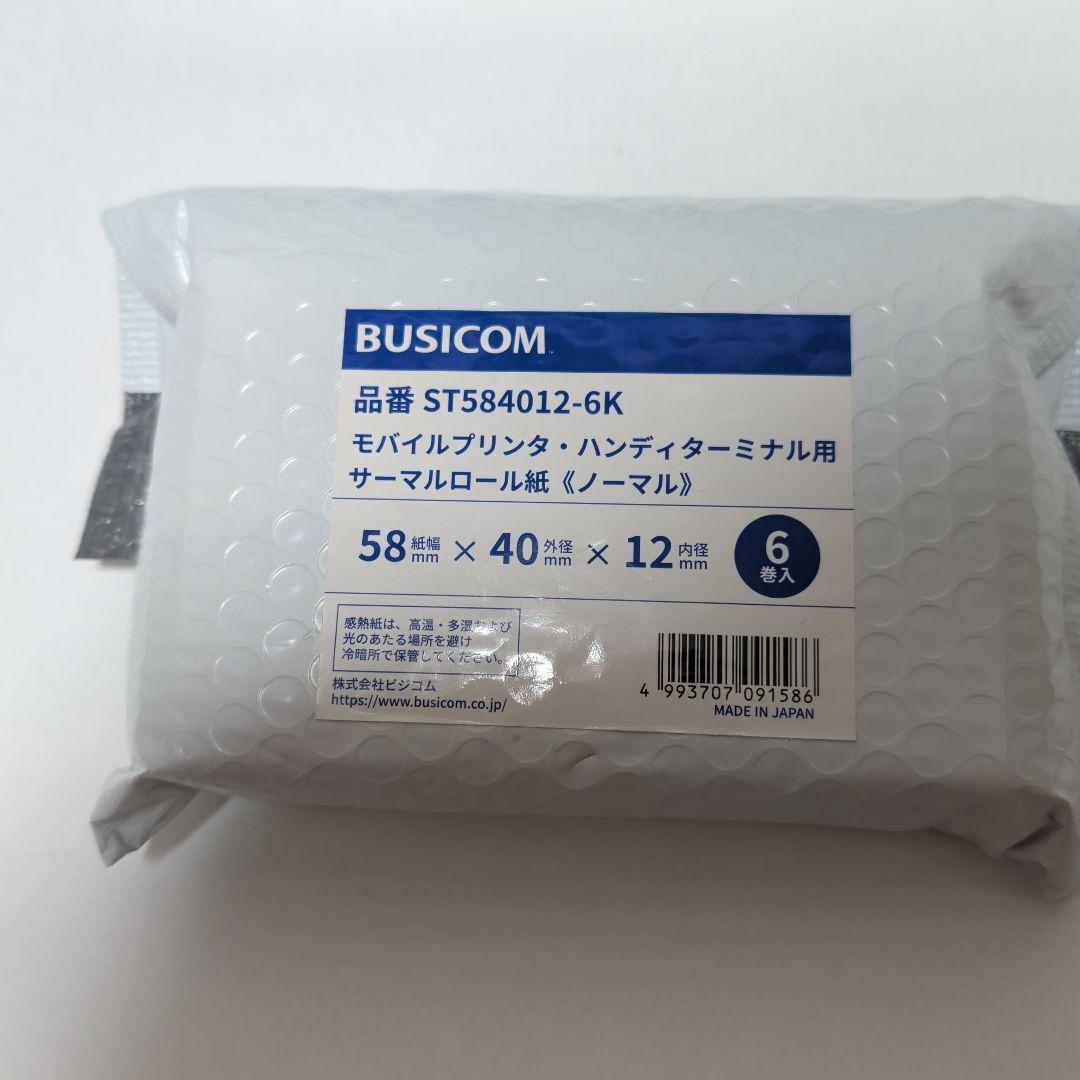 BUSICOM
品番 ST584012-6K
モバイルプリンタ・ハンディターミナル用
サーマルロール紙《ノーマル》
58 紙幅 mm × 40 外径 mm × 12 内径 mm 6 巻入
感熱紙は、高温・多湿および
光のあたる場所を避け
冷暗所で保管してください。
株式会社ビジコム
https://www.busicom.co.jp/
4 993707 091586
MADE IN JAPAN